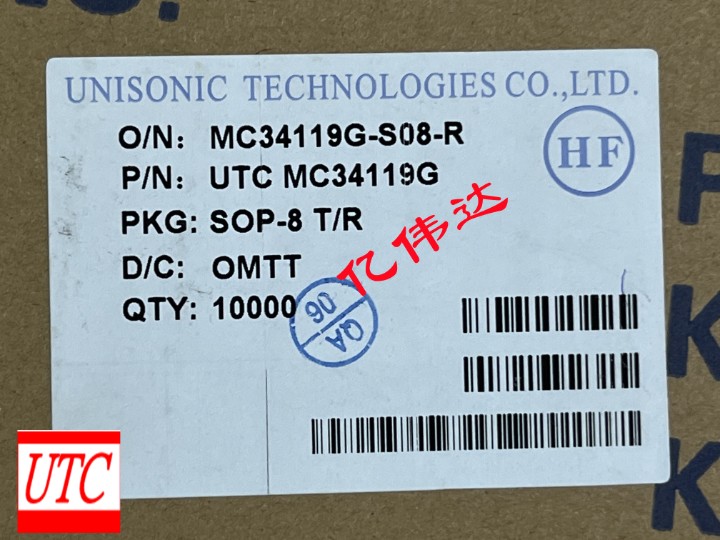 UNISONIC TECHNOLOGIES CO.,LTD.
O/N: MC34119G-S08-R
HF
P/N: UTC MC34119G
PKG: SOP-8 T/R
亿伟达
D/C: OMTT
QTY: 10000
QA
06
P
K
K
UTC